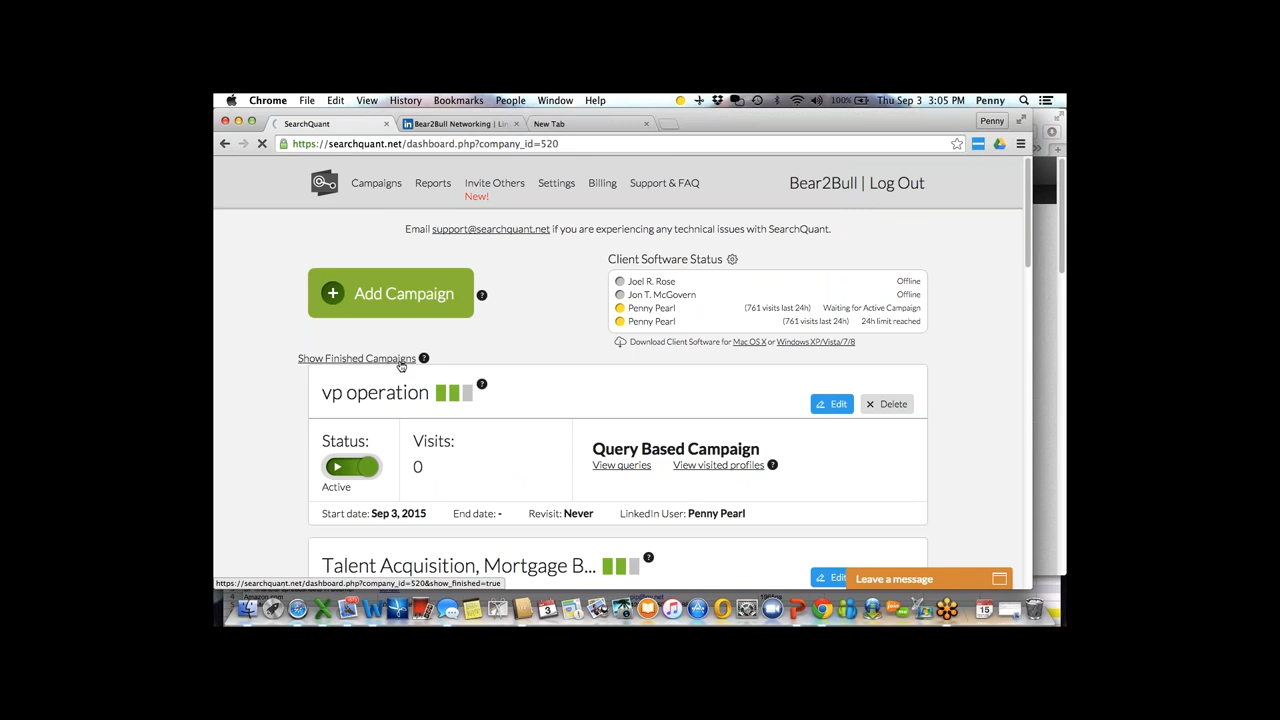 Chrome File Edit View History Bookmarks People Window Help 100% Thu Sep 3 3:05 PM Penny
SearchQuant Bear2Bull Networking | Lin New Tab Penny
https://searchquant.net/dashboard.php?company_id=520
Campaigns Reports Invite Others Settings Billing Support & FAQ Bear2Bull | Log Out
New!
Email support@searchquant.net if you are experiencing any technical issues with SearchQuant.
Client Software Status
Add Campaign
Joel R. Rose Offline
Jon T. McGovern Offline
Penny Pearl (761 visits last 24h) Waiting for Active Campaign
Penny Pearl (761 visits last 24h) 24h limit reached
Download Client Software for Mac OS X or Windows XP/Vista/7/8
Show Finished Campaigns
vp operation
Edit Delete
Status: Visits: Query Based Campaign
0 View queries View visited profiles
Active
Start date: Sep 3, 2015 End date: - Revisit: Never LinkedIn User: Penny Pearl
Talent Acquisition, Mortgage B...
Edit Leave a message
https://searchquant.net/dashboard.php?company_id=520&show_finished=true